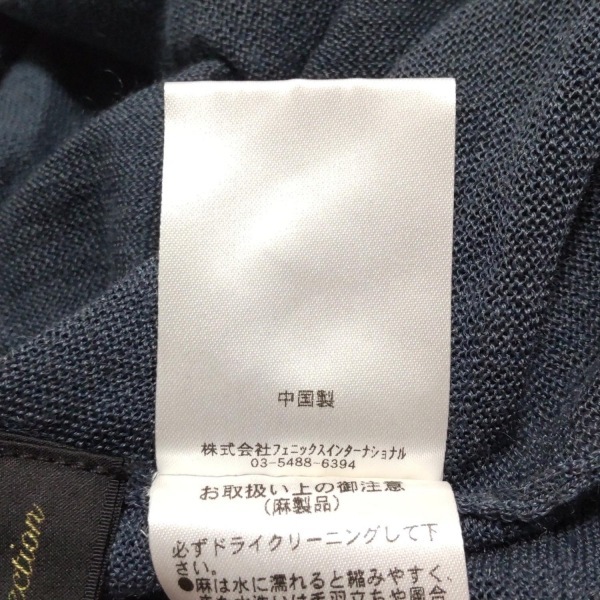 中国製
株式会社フェニックスインターナショナル
03-5488-6394
お取扱い上の御注意
(麻製品)
必ずドライクリーニングして下
さい。
●麻は水に濡れると縮みやすく、